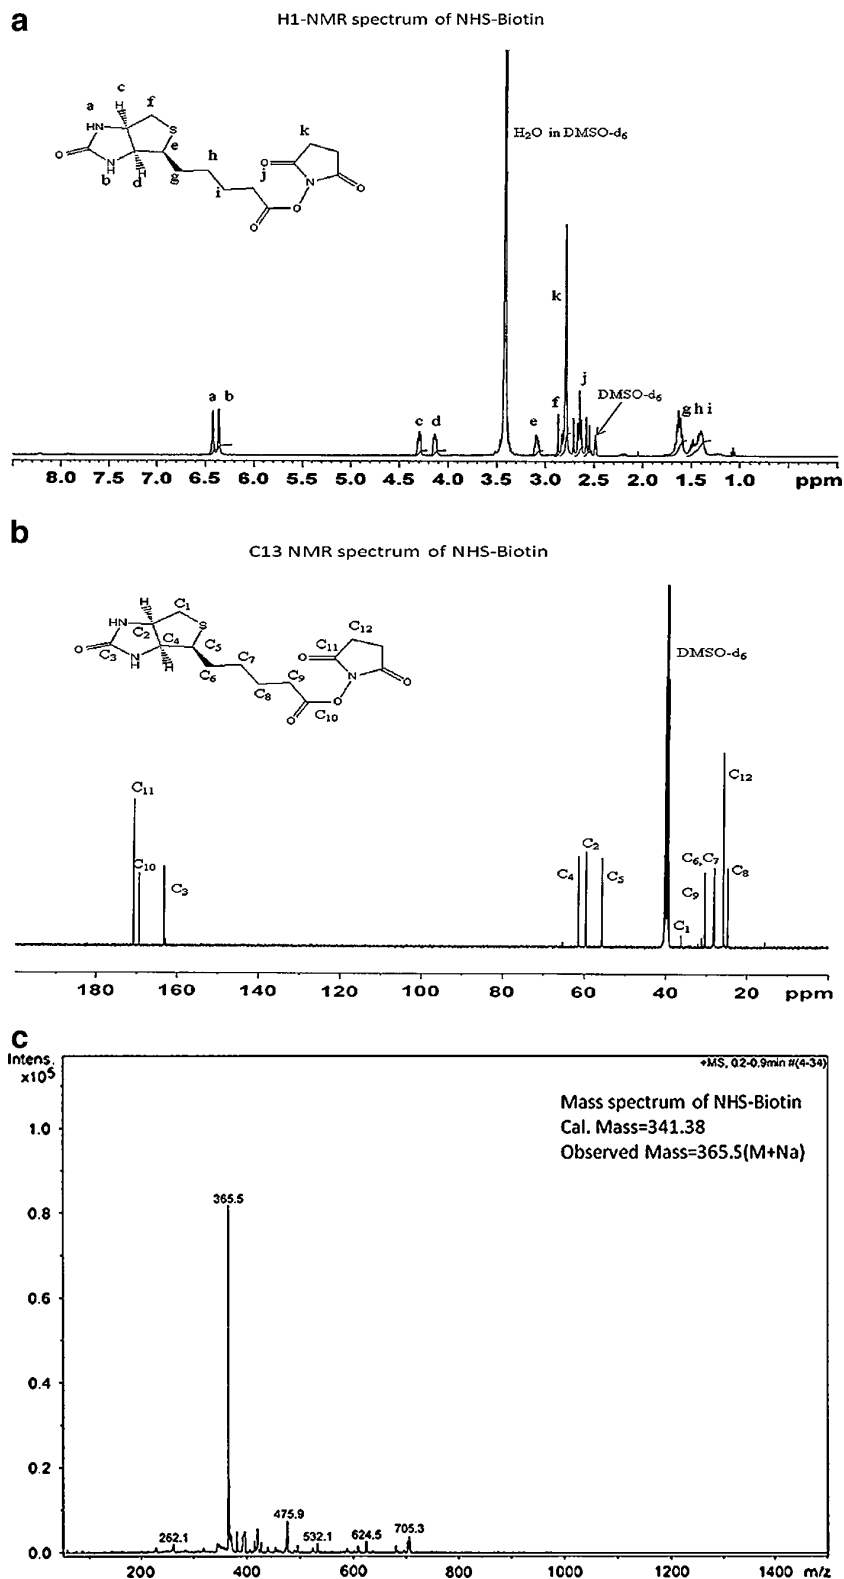 a
H1-NMR spectrum of NHS-Biotin
c
H
f
a
HN
S
k
e
O
O
h
N
O
HN
H
b
d
g
i
j
O
O
H₂O in DMSO-d₆
k
a b
c d
e
f
j
DMSO-d₆
g h i
8.0 7.5 7.0 6.5 6.0 5.5 5.0 4.5 4.0 3.5 3.0 2.5 2.0 1.5 1.0 ppm
b
C13 NMR spectrum of NHS-Biotin
H
C₁
HN
S
C₁₂
C₂
C₄
C₅
C₁₁
O
O
C₃
HN
H
C₇
N
O
C₆
C₉
C₈
O
O
C₁₀
DMSO-d₆
C₁₁
C₁₀
C₃
C₂
C₄
C₅
C₁₂
C₆,C₇
C₈
C₉
C₁
180 160 140 120 100 80 60 40 20 ppm
c
Intens.
x10⁵
+MS, 0.2-0.9min #(4-34)
Mass spectrum of NHS-Biotin
Cal. Mass=341.38
Observed Mass=365.5(M+Na)
1.0
0.8
0.6
0.4
0.2
0.0
365.5
262.1
475.9
532.1
624.5
705.3
200 400 600 800 1000 1200 1400 m/z